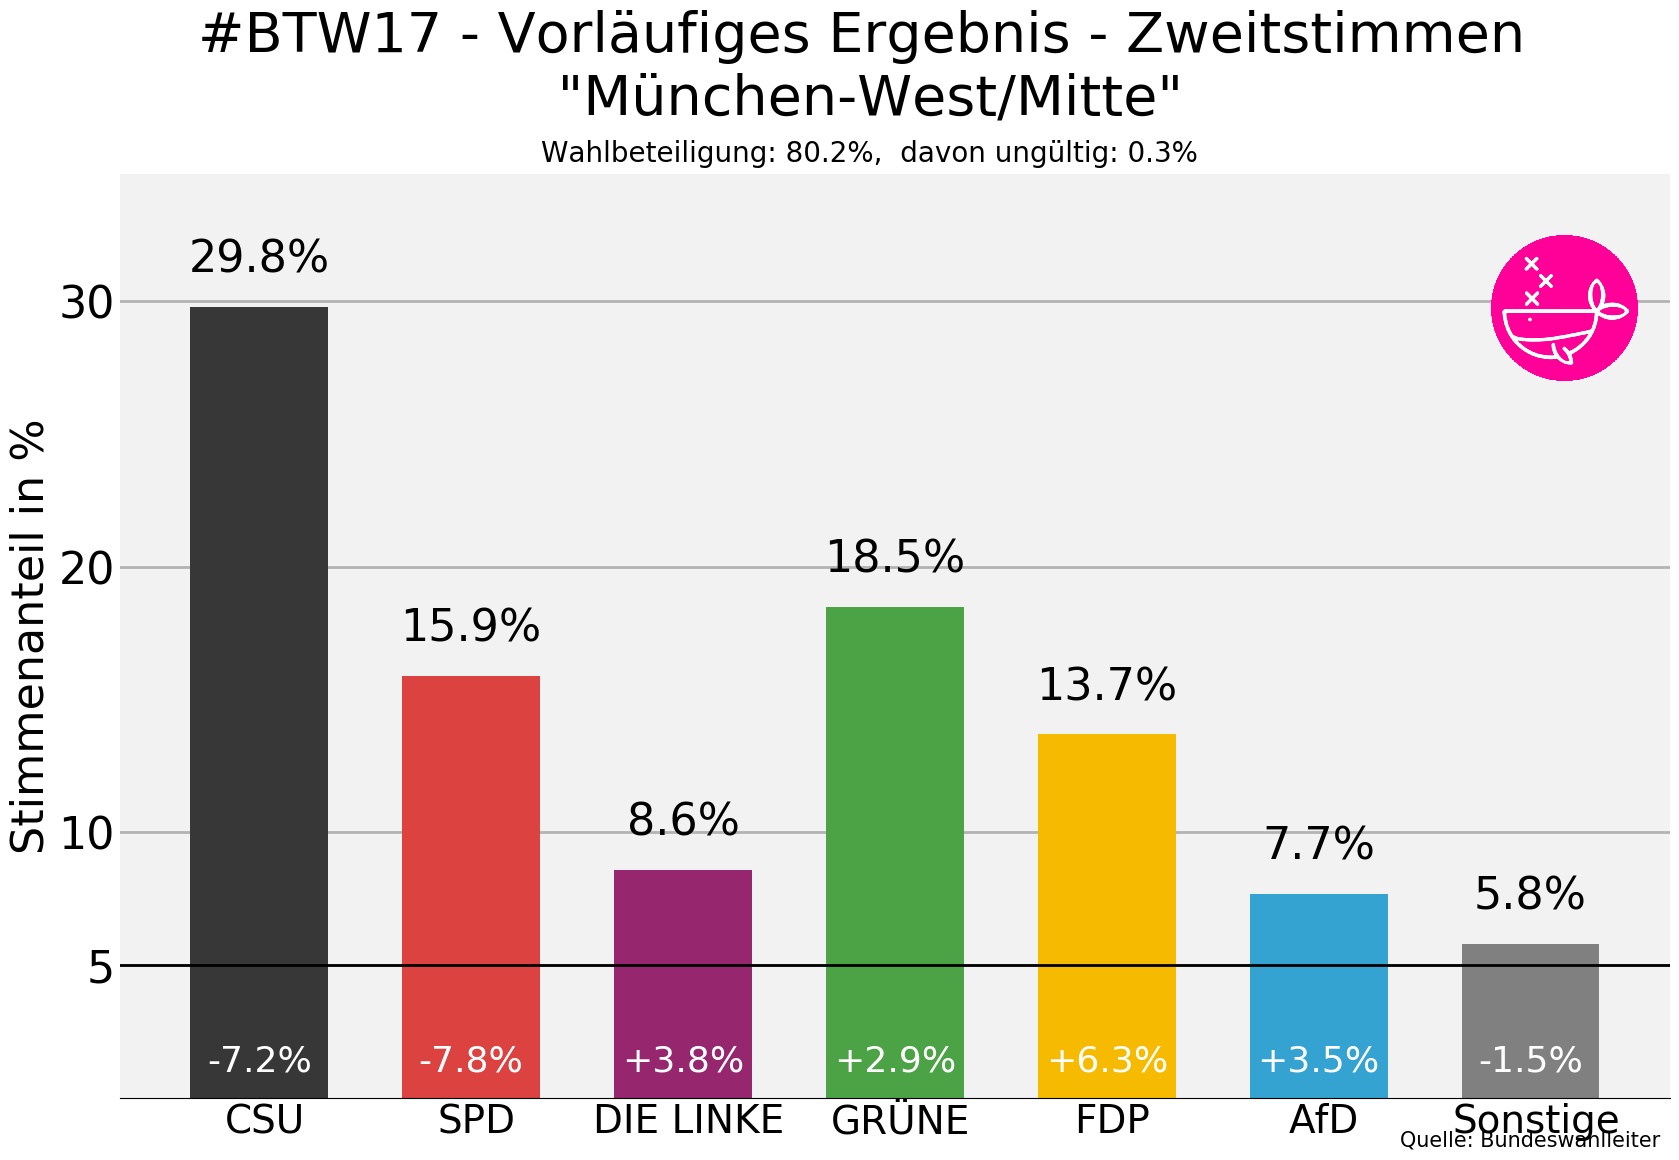 #BTW17 - Vorläufiges Ergebnis - Zweitstimmen
"München-West/Mitte"
Wahlbeteiligung: 80.2%,  davon ungültig: 0.3%
Stimmenanteil in %
30
20
10
5
29.8%
15.9%
8.6%
18.5%
13.7%
7.7%
5.8%
-7.2%
-7.8%
+3.8%
+2.9%
+6.3%
+3.5%
-1.5%
CSU
SPD
DIE LINKE
GRÜNE
FDP
AfD
Sonstige
Quelle: Bundeswahlleiter